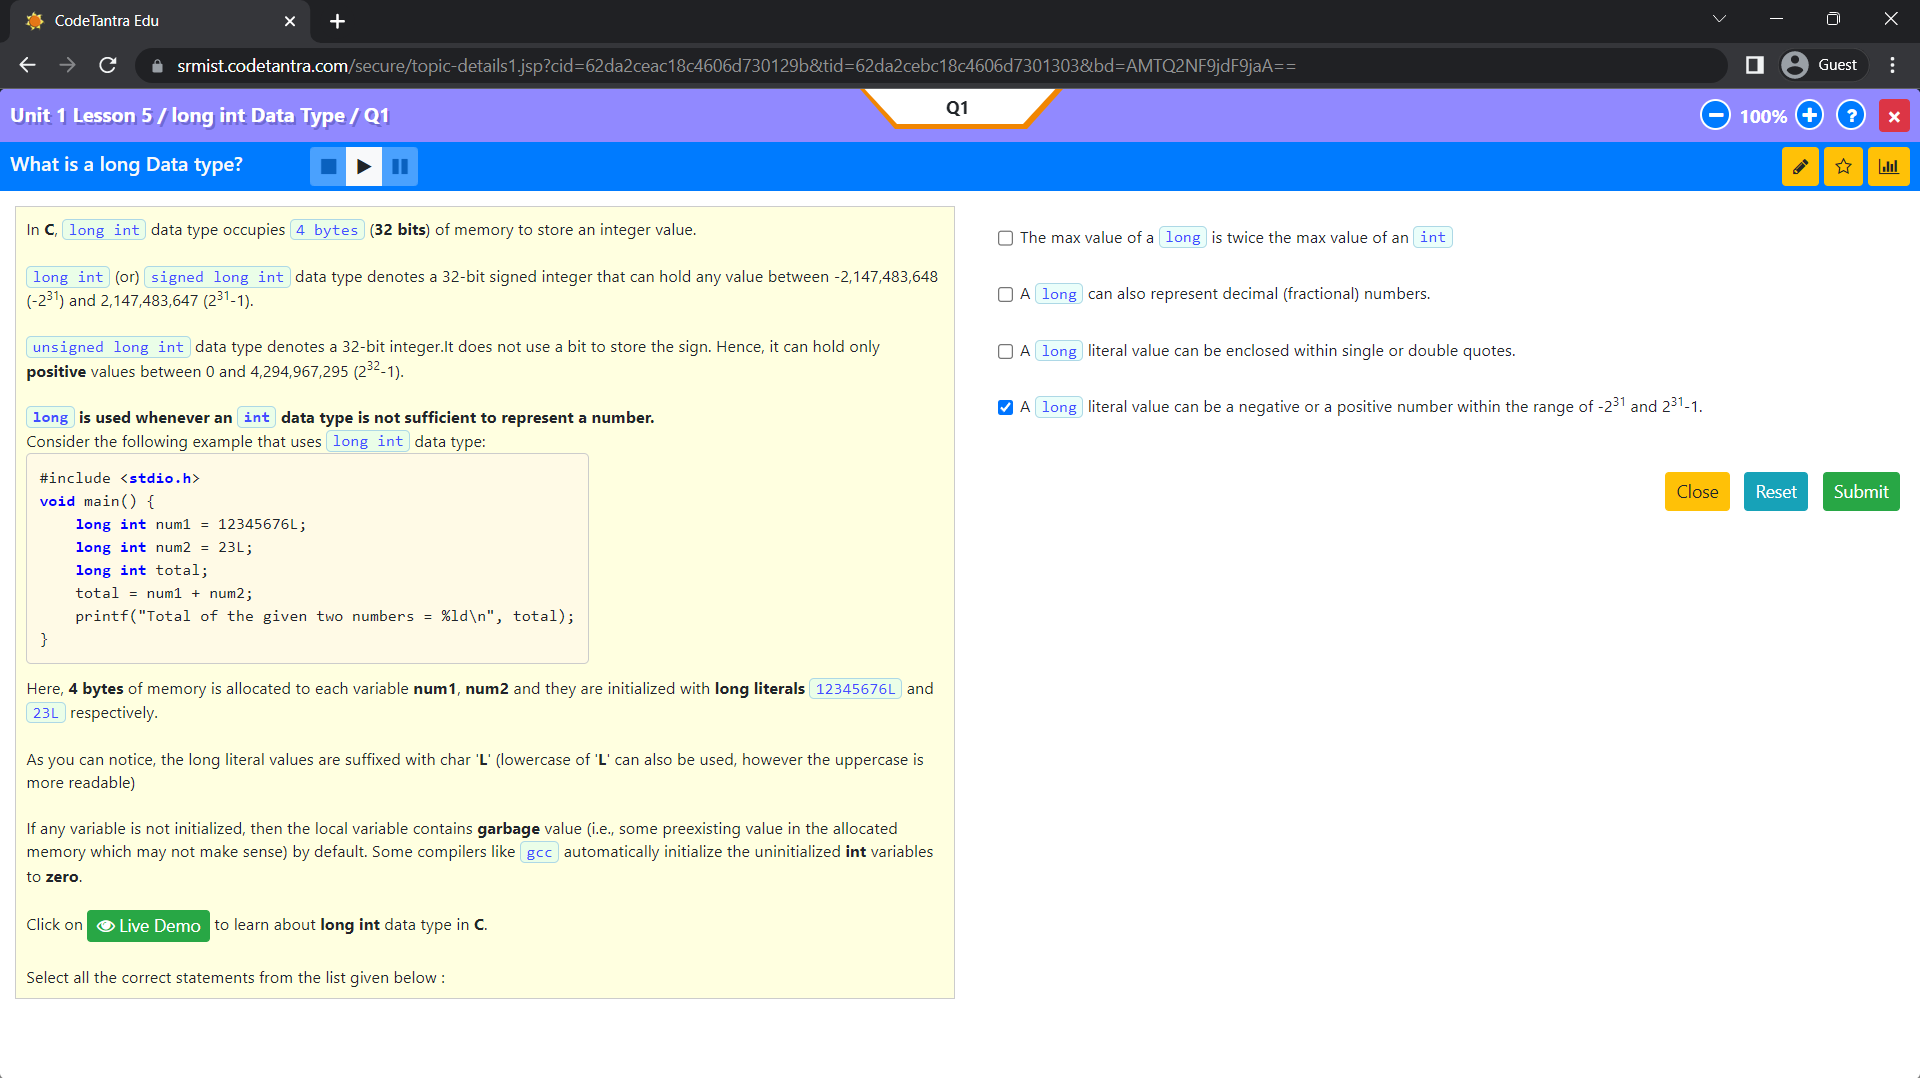 CodeTantra Edu
srmist.codetantra.com/secure/topic-details1.jsp?cid=62da2ceac18c4606d730129b&tid=62da2cebc18c4606d7301303&bd=AMTQ2NF9jdF9jaA==
Guest
Unit 1 Lesson 5 / long int Data Type / Q1
Q1
100%
What is a long Data type?
In C, long int data type occupies 4 bytes (32 bits) of memory to store an integer value.
long int (or) signed long int data type denotes a 32-bit signed integer that can hold any value between -2,147,483,648
(-2^31) and 2,147,483,647 (2^31-1).
unsigned long int data type denotes a 32-bit integer.It does not use a bit to store the sign. Hence, it can hold only
positive values between 0 and 4,294,967,295 (2^32-1).
long is used whenever an int data type is not sufficient to represent a number.
Consider the following example that uses long int data type:
#include <stdio.h>
void main() {
    long int num1 = 12345676L;
    long int num2 = 23L;
    long int total;
    total = num1 + num2;
    printf("Total of the given two numbers = %ld\n", total);
}
Here, 4 bytes of memory is allocated to each variable num1, num2 and they are initialized with long literals 12345676L and
23L respectively.
As you can notice, the long literal values are suffixed with char 'L' (lowercase of 'L' can also be used, however the uppercase is
more readable)
If any variable is not initialized, then the local variable contains garbage value (i.e., some preexisting value in the allocated
memory which may not make sense) by default. Some compilers like gcc automatically initialize the uninitialized int variables
to zero.
Click on Live Demo to learn about long int data type in C.
Select all the correct statements from the list given below :
The max value of a long is twice the max value of an int
A long can also represent decimal (fractional) numbers.
A long literal value can be enclosed within single or double quotes.
A long literal value can be a negative or a positive number within the range of -2^31 and 2^31-1.
Close
Reset
Submit